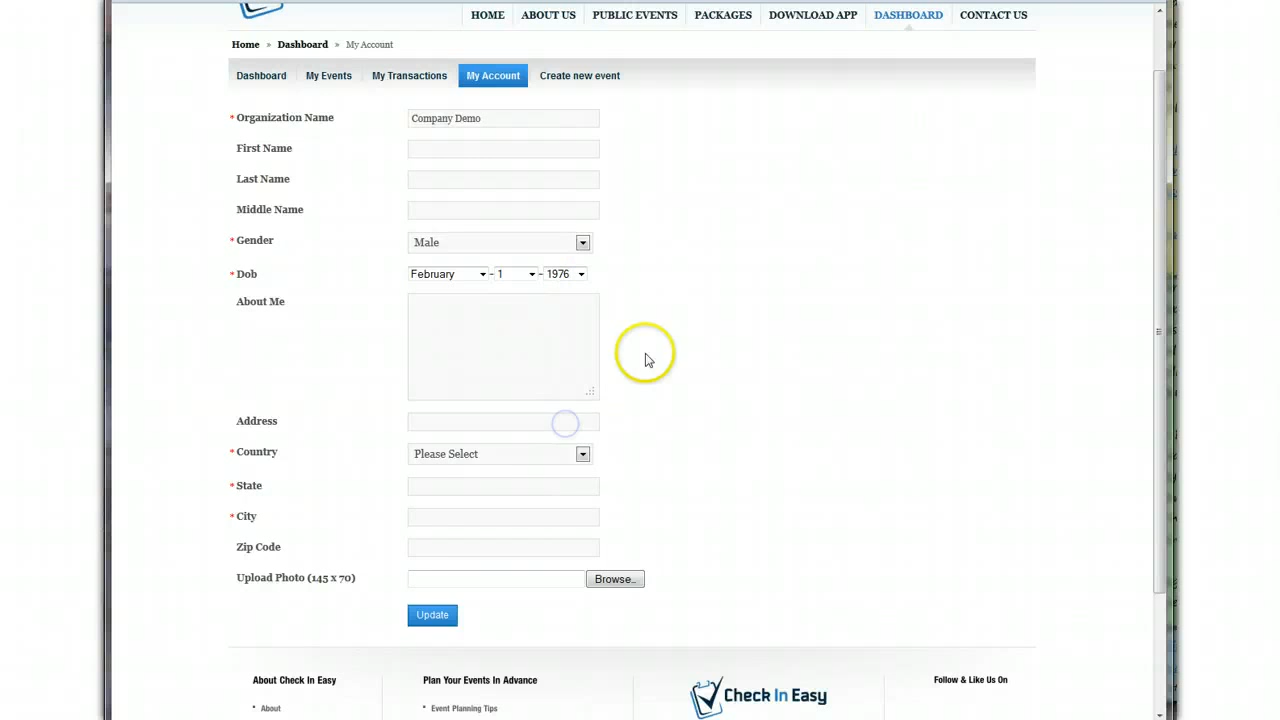 HOME ABOUT US PUBLIC EVENTS PACKAGES DOWNLOAD APP DASHBOARD CONTACT US
Home » Dashboard » My Account
Dashboard My Events My Transactions My Account Create new event
* Organization Name Company Demo
First Name
Last Name
Middle Name
* Gender Male
* Dob February - 1 - 1976
About Me
Address
* Country Please Select
* State
* City
Zip Code
Upload Photo (145 x 70) Browse..
Update
About Check In Easy Plan Your Events In Advance Check In Easy Follow & Like Us On
About Event Planning Tips